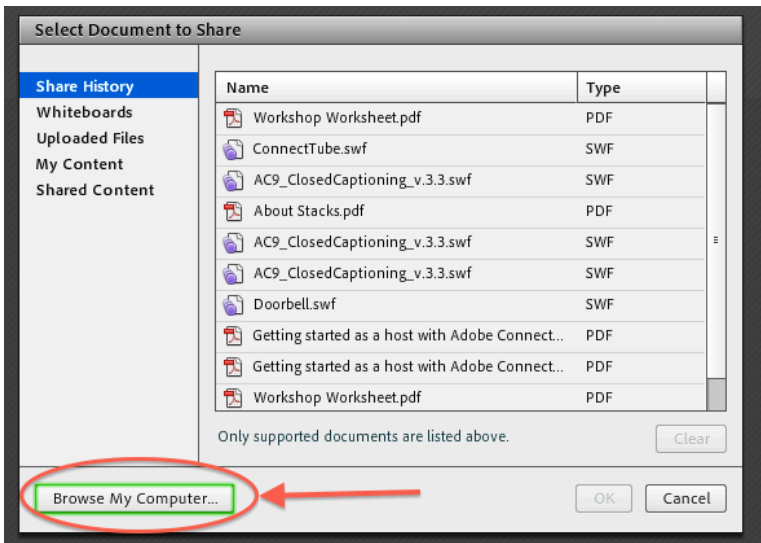 Select Document to Share
Share History
Whiteboards
Uploaded Files
My Content
Shared Content
Name Type
Workshop Worksheet.pdf PDF
ConnectTube.swf SWF
AC9_ClosedCaptioning_v.3.3.swf SWF
About Stacks.pdf PDF
AC9_ClosedCaptioning_v.3.3.swf SWF
AC9_ClosedCaptioning_v.3.3.swf SWF
Doorbell.swf SWF
Getting started as a host with Adobe Connect... PDF
Getting started as a host with Adobe Connect... PDF
Workshop Worksheet.pdf PDF
Only supported documents are listed above.
Clear
Browse My Computer... OK Cancel